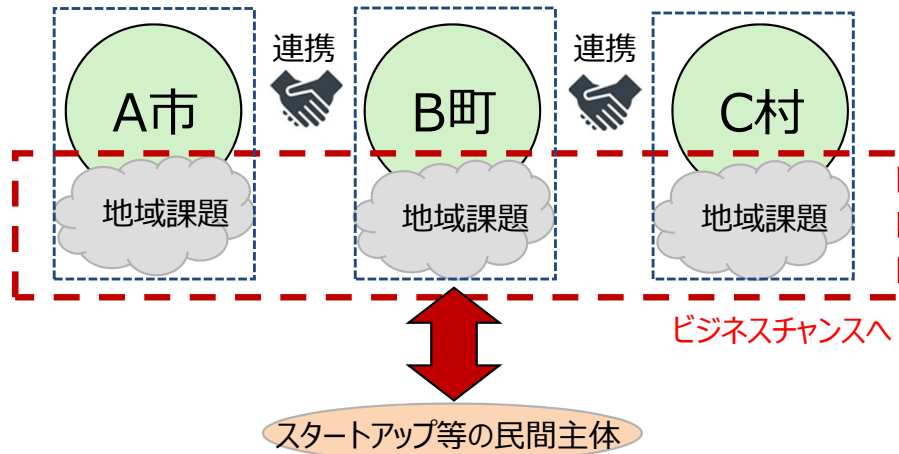 連携
連携
A市
B町
C村
地域課題
地域課題
地域課題
ビジネスチャンスへ
スタートアップ等の民間主体